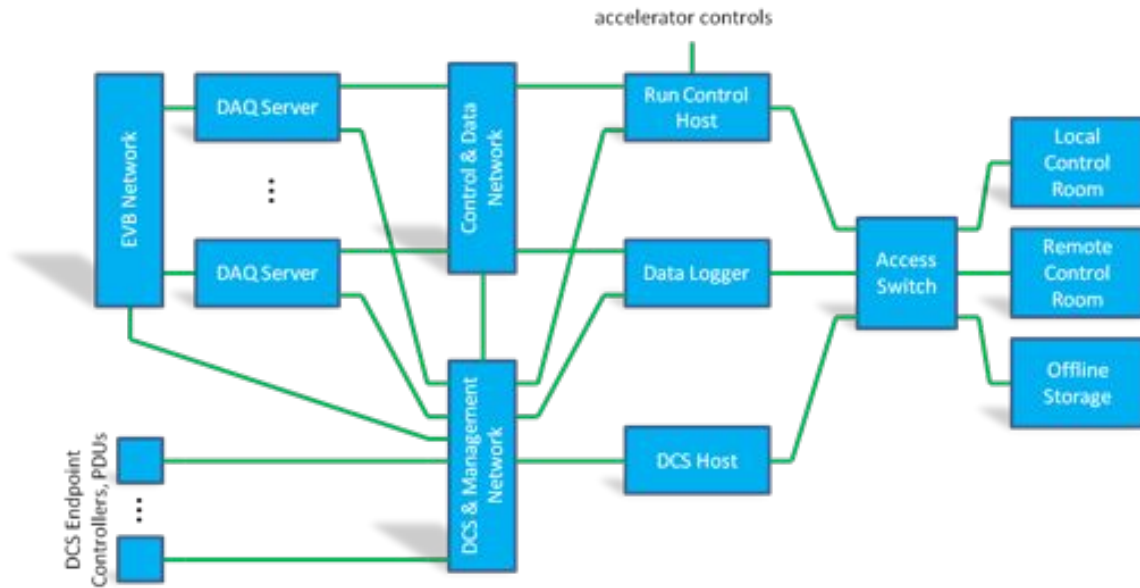 accelerator controls
EVB Network
DAQ Server
...
DAQ Server
Control & Data
Network
Run Control
Host
Data Logger
Access
Switch
Local
Control
Room
Remote
Control
Room
Offline
Storage
DCS Endpoint
Controllers, PDUs
...
DCS & Management
Network
DCS Host